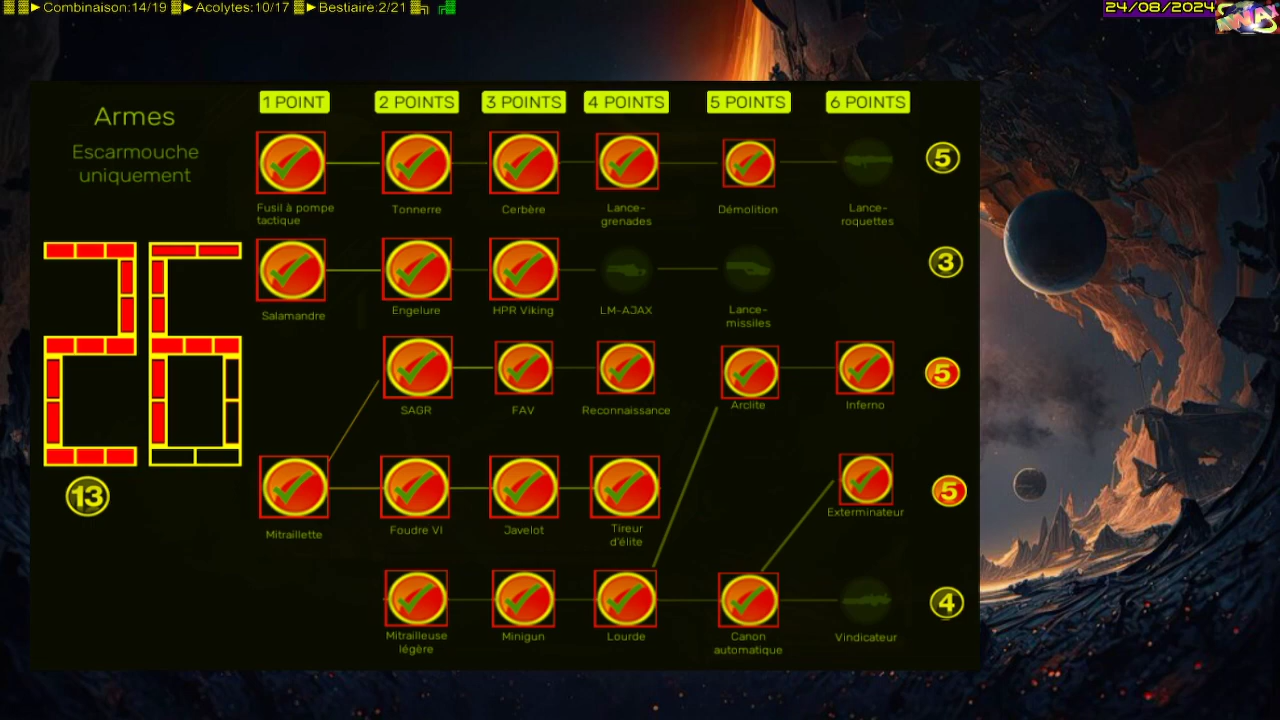 Combinaison:14/19 Acolytes:10/17 Bestiaire:2/21
24/08/2024
Armes
Escarmouche
uniquement
1 POINT 2 POINTS 3 POINTS 4 POINTS 5 POINTS 6 POINTS
5
Fusil à pompe
tactique
Tonnerre
Cerbère
Lance-
grenades
Démolition
Lance-
roquettes
3
Salamandre
Engelure
HPR Viking
LM-AJAX
Lance-
missiles
5
SAGR
FAV
Reconnaissance
Arclite
Inferno
13
5
Mitraillette
Foudre VI
Javelot
Tireur
d'élite
Exterminateur
4
Mitrailleuse
légère
Minigun
Lourde
Canon
automatique
Vindicateur